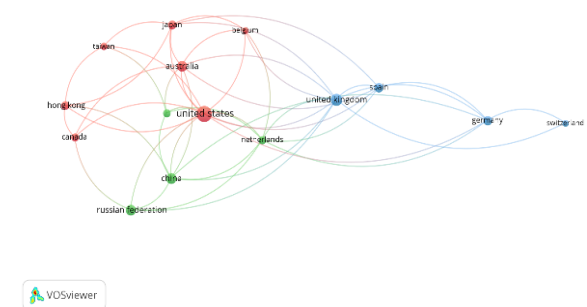 japan
belgium
taiwan
australia
spain
united kingdom
hong kong
united states
germany
switzerland
canada
netherlands
china
russian federation
VOSviewer